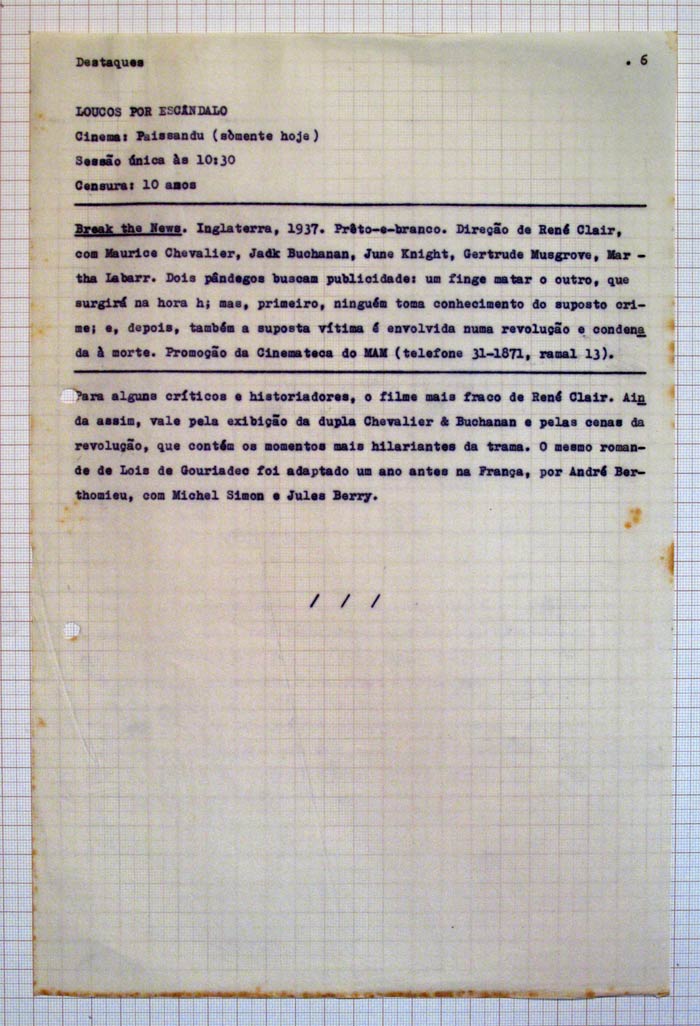 Destaques . 6
LOUCOS POR ESCÂNDALO
Cinema: Paissandu (sòmente hoje)
Sessão única às 10:30
Censura: 10 anos
Break the News. Inglaterra, 1937. Prêto-e-branco. Direção de René Clair,
com Maurice Chevalier, Jadk Buchanan, June Knight, Gertrude Musgrove, Mar -
tha Labarr. Dois pândegos buscam publicidade: um finge matar o outro, que
surgirá na hora h; mas, primeiro, ninguém toma conhecimento do suposto cri-
me; e, depois, também a suposta vítima é envolvida numa revolução e condena
da à morte. Promoção da Cinemateca do MAM (telefone 31-1871, ramal 13).
Para alguns críticos e historiadores, o filme mais fraco de René Clair. Ain
da assim, vale pela exibição da dupla Chevalier & Buchanan e pelas cenas da
revolução, que contém os momentos mais hilariantes da trama. O mesmo roman-
de de Lois de Gouriadec foi adaptado um ano antes na França, por André Ber-
thomieu, com Michel Simon e Jules Berry.
/ / /